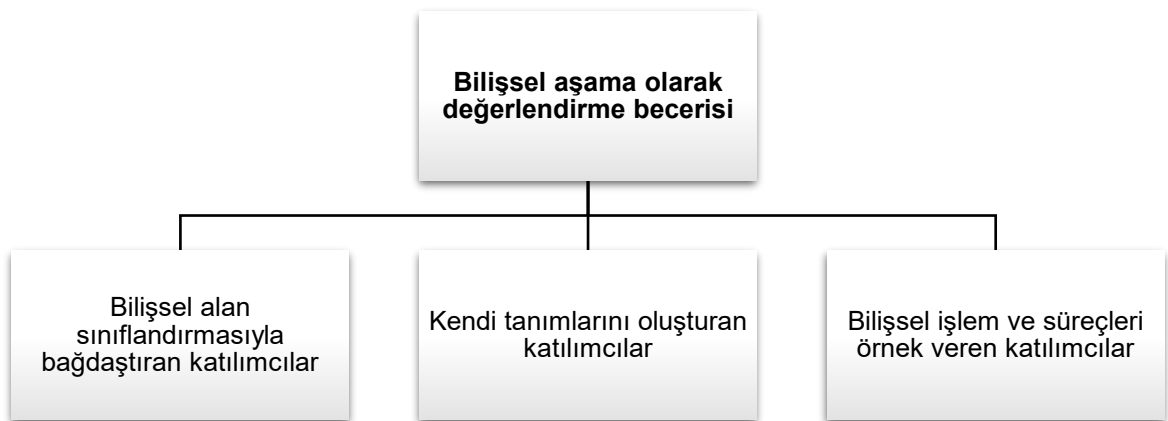 Bilişsel aşama olarak
değerlendirme becerisi
Bilişsel alan
sınıflandırmasıyla
bağdaştıran katılımcılar
Kendi tanımlarını oluşturan
katılımcılar
Bilişsel işlem ve süreçleri
örnek veren katılımcılar